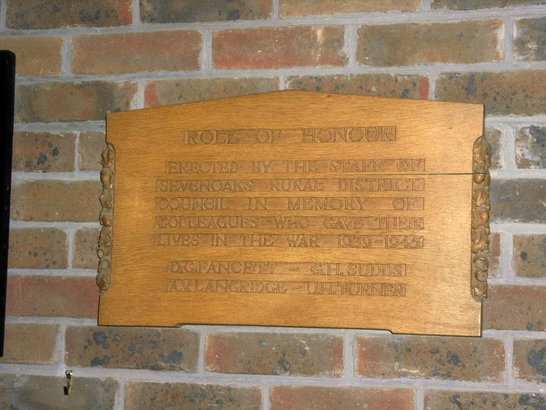 ROLL OF HONOUR
ERECTED BY THE STAFF OF
SEVENOAKS RURAL DISTRICT
COUNCIL IN MEMORY OF
COLLEAGUES WHO GAVE THEIR
LIVES IN THE WAR 1939-1945
D.G. FANCETT - G.H. SUDDS
A.V. LANGRIDGE - TURNER